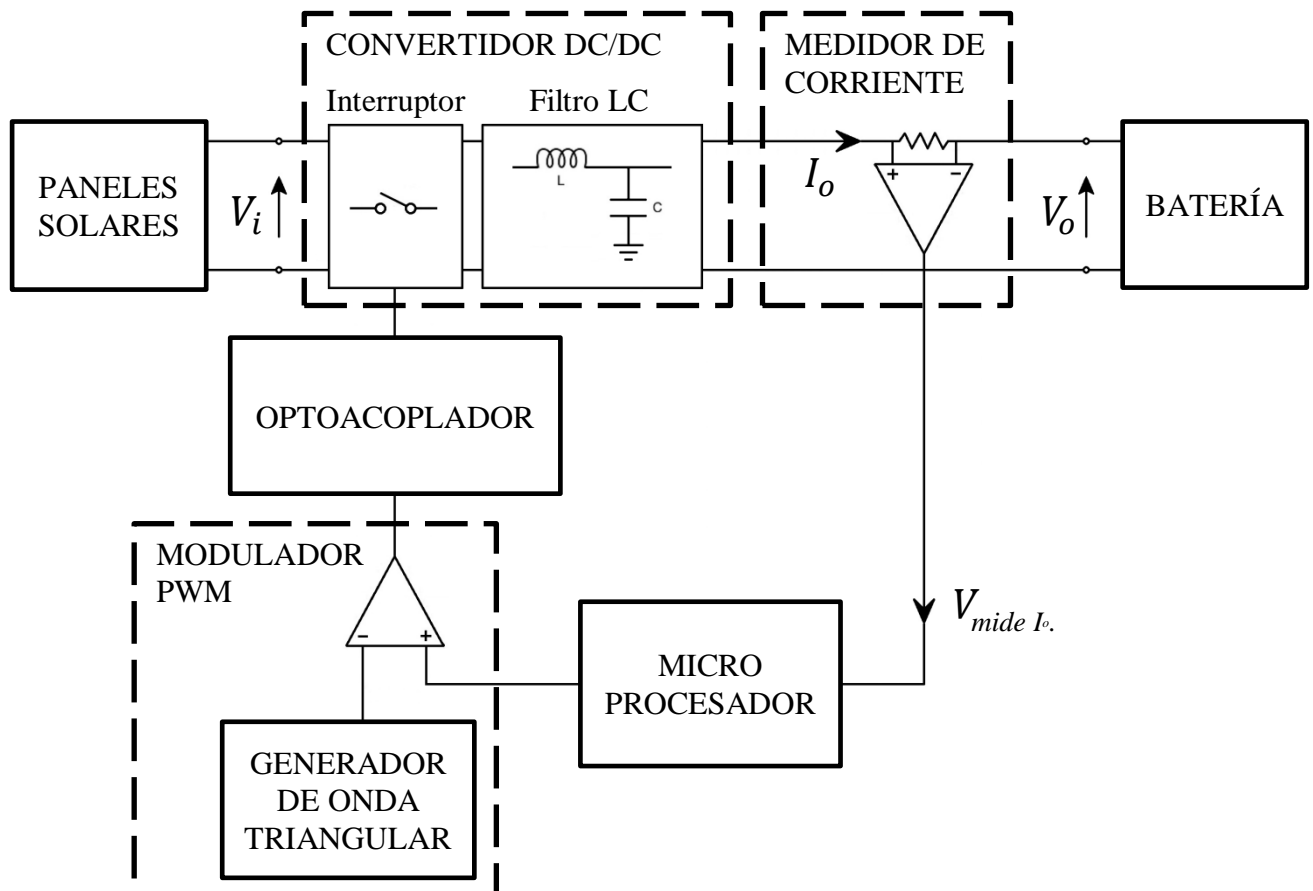 CONVERTIDOR DC/DC
MEDIDOR DE
CORRIENTE
Interruptor
Filtro LC
PANELES
SOLARES
V_i
L
C
I_o
+ −
V_o
BATERÍA
OPTOACOPLADOR
MODULADOR
PWM
− +
V_mide I_o.
MICRO
PROCESADOR
GENERADOR
DE ONDA
TRIANGULAR